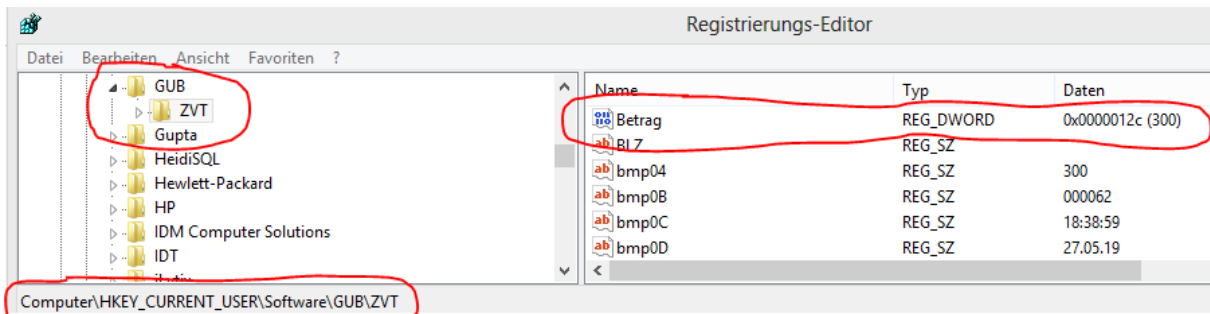 Registrierungs-Editor
Datei Bearbeiten Ansicht Favoriten ?
GUB
ZVT
Gupta
HeidiSQL
Hewlett-Packard
HP
IDM Computer Solutions
IDT
Name Typ Daten
Betrag REG_DWORD 0x0000012c (300)
BLZ REG_SZ
bmp04 REG_SZ 300
bmp0B REG_SZ 000062
bmp0C REG_SZ 18:38:59
bmp0D REG_SZ 27.05.19
Computer\HKEY_CURRENT_USER\Software\GUB\ZVT